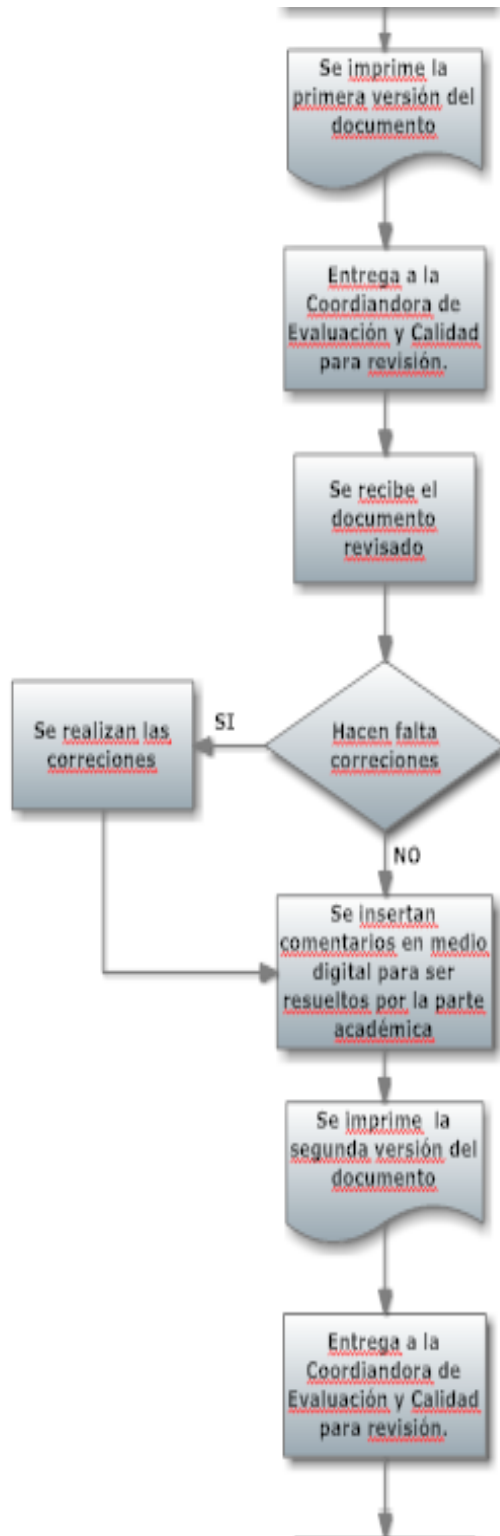 Se imprime la
primera versión del
documento
Entrega a la
Coordiandora de
Evaluación y Calidad
para revisión.
Se recibe el
documento
revisado
Hacen falta
correciones
SI
Se realizan las
correciones
NO
Se insertan
comentarios en medio
digital para ser
resueltos por la parte
académica
Se imprime la
segunda versión del
documento
Entrega a la
Coordiandora de
Evaluación y Calidad
para revisión.